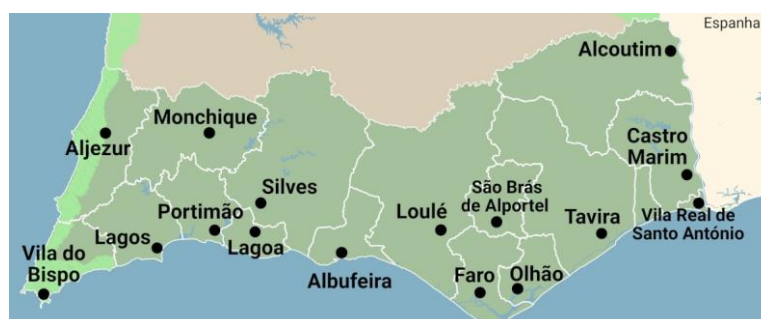 Espanha
Alcoutim
Monchique
Aljezur
Castro
Marim
Silves
São Brás
de Alportel
Portimão
Loulé
Tavira
Vila Real de
Santo António
Lagos
Lagoa
Vila do
Bispo
Albufeira
Faro
Olhão